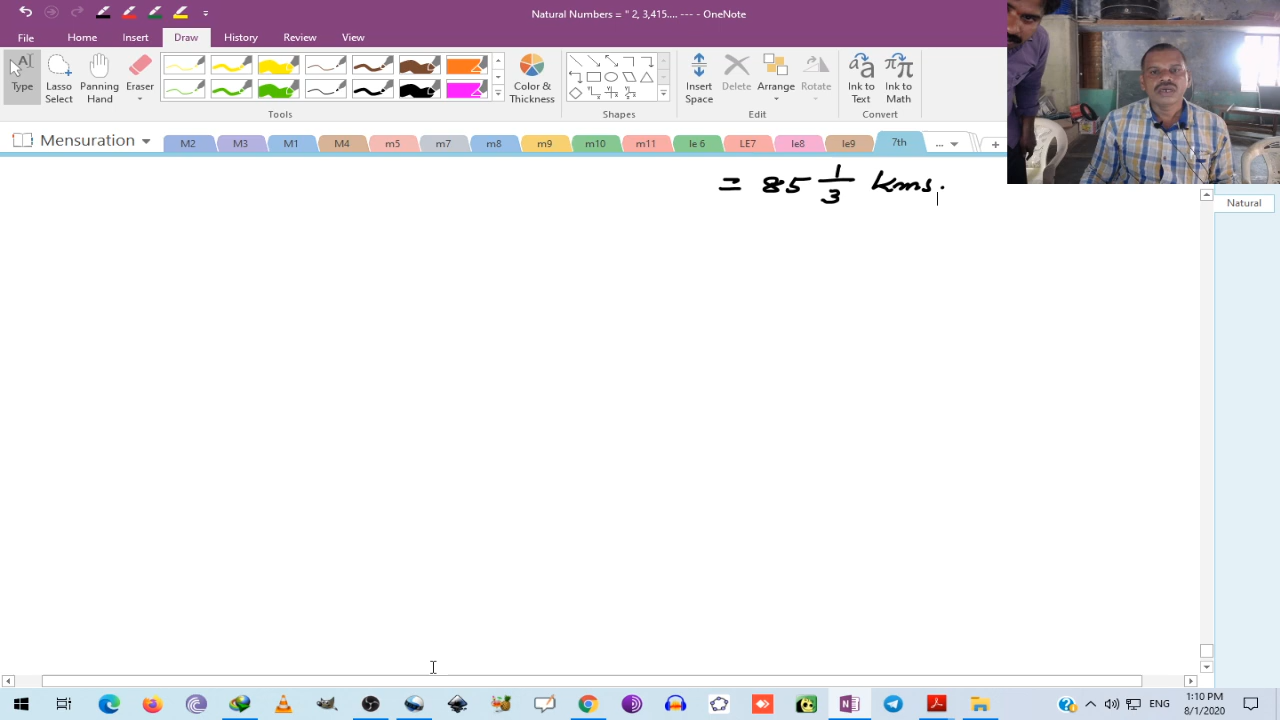 Natural Numbers = " 2, 3,415.... --- - OneNote
File Home Insert Draw History Review View
Type Lasso Select Panning Hand Eraser Color & Thickness Insert Space Delete Arrange Rotate Ink to Text Ink to Math
Tools Shapes Edit Convert
Mensuration M2 M3 M1 M4 m5 m7 m8 m9 m10 m11 le 6 LE7 le8 le9 7th ...
= 85 1/3 Kms.
Natural
1:10 PM
ENG
8/1/2020